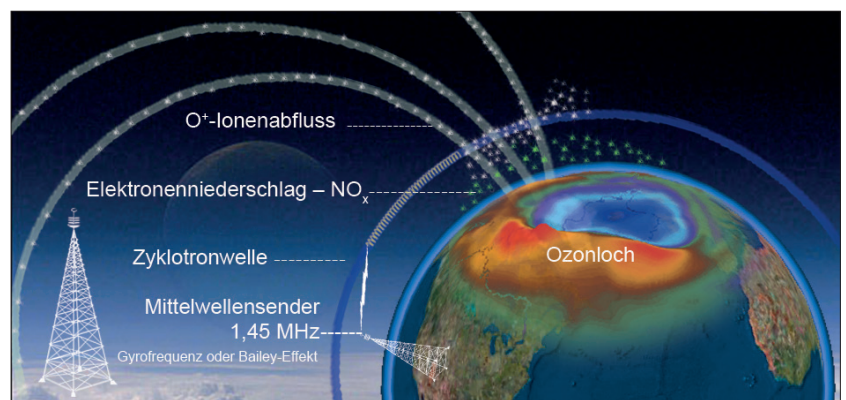 O⁺-Ionenabfluss
Elektronenniederschlag – NOₓ
Zyklotronwelle
Ozonloch
Mittelwellensender
1,45 MHz
Gyrofrequenz oder Bailey-Effekt